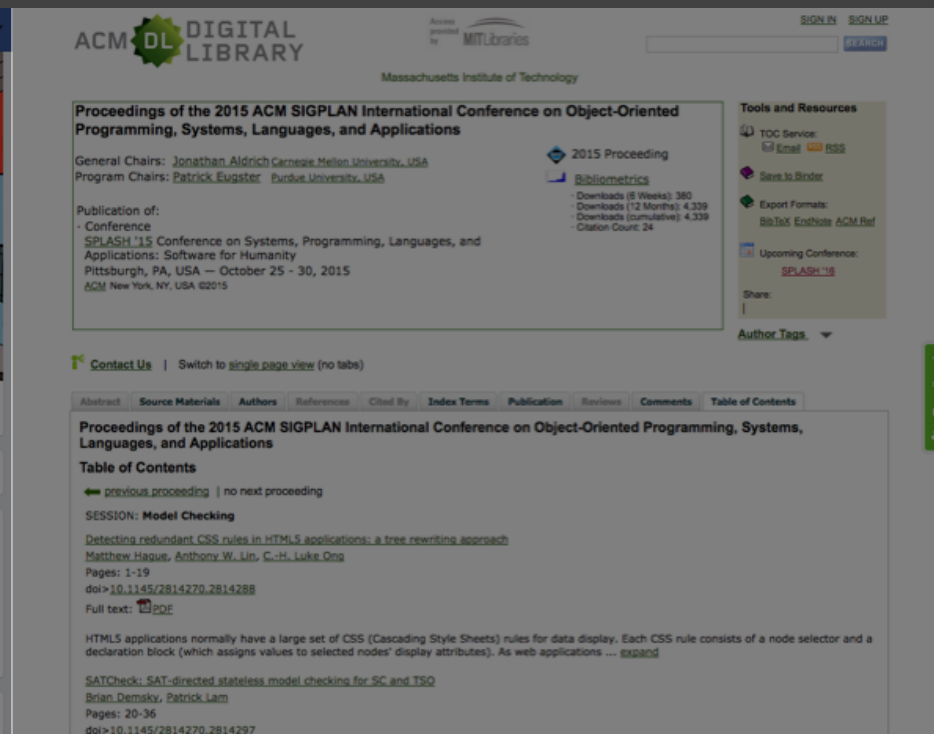 ACM DL DIGITAL LIBRARY
Access provided by MITLibraries
SIGN IN SIGN UP
SEARCH
Massachusetts Institute of Technology
Proceedings of the 2015 ACM SIGPLAN International Conference on Object-Oriented
Programming, Systems, Languages, and Applications
General Chairs: Jonathan Aldrich Carnegie Mellon University, USA
Program Chairs: Patrick Eugster Purdue University, USA
Publication of:
· Conference
SPLASH '15 Conference on Systems, Programming, Languages, and
Applications: Software for Humanity
Pittsburgh, PA, USA — October 25 - 30, 2015
ACM New York, NY, USA ©2015
2015 Proceeding
Bibliometrics
· Downloads (6 Weeks): 380
· Downloads (12 Months): 4,339
· Downloads (cumulative): 4,339
· Citation Count: 24
Tools and Resources
TOC Service:
Email RSS
Save to Binder
Export Formats:
BibTeX EndNote ACM Ref
Upcoming Conference:
SPLASH '16
Share:
|
Author Tags
Contact Us | Switch to single page view (no tabs)
Abstract Source Materials Authors References Cited By Index Terms Publication Reviews Comments Table of Contents
Proceedings of the 2015 ACM SIGPLAN International Conference on Object-Oriented Programming, Systems,
Languages, and Applications
Table of Contents
previous proceeding | no next proceeding
SESSION: Model Checking
Detecting redundant CSS rules in HTML5 applications: a tree rewriting approach
Matthew Hague, Anthony W. Lin, C.-H. Luke Ong
Pages: 1-19
doi>10.1145/2814270.2814288
Full text: PDF
HTML5 applications normally have a large set of CSS (Cascading Style Sheets) rules for data display. Each CSS rule consists of a node selector and a
declaration block (which assigns values to selected nodes' display attributes). As web applications ... expand
SATCheck: SAT-directed stateless model checking for SC and TSO
Brian Demsky, Patrick Lam
Pages: 20-36
doi>10.1145/2814270.2814297